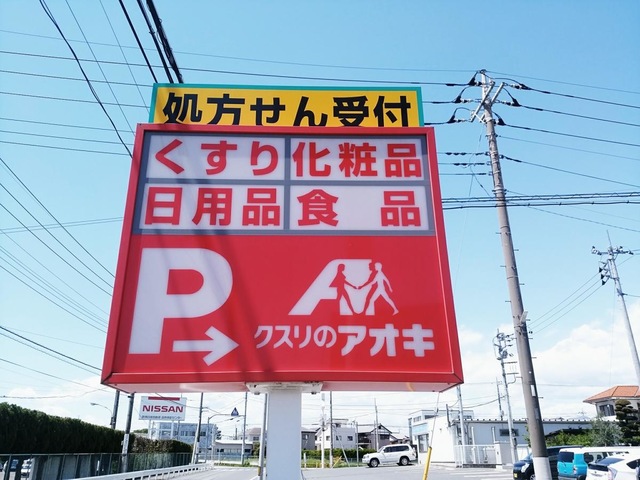 処方せん受付
くすり 化粧品
日用品 食品
P→
クスリのアオキ
NISSAN